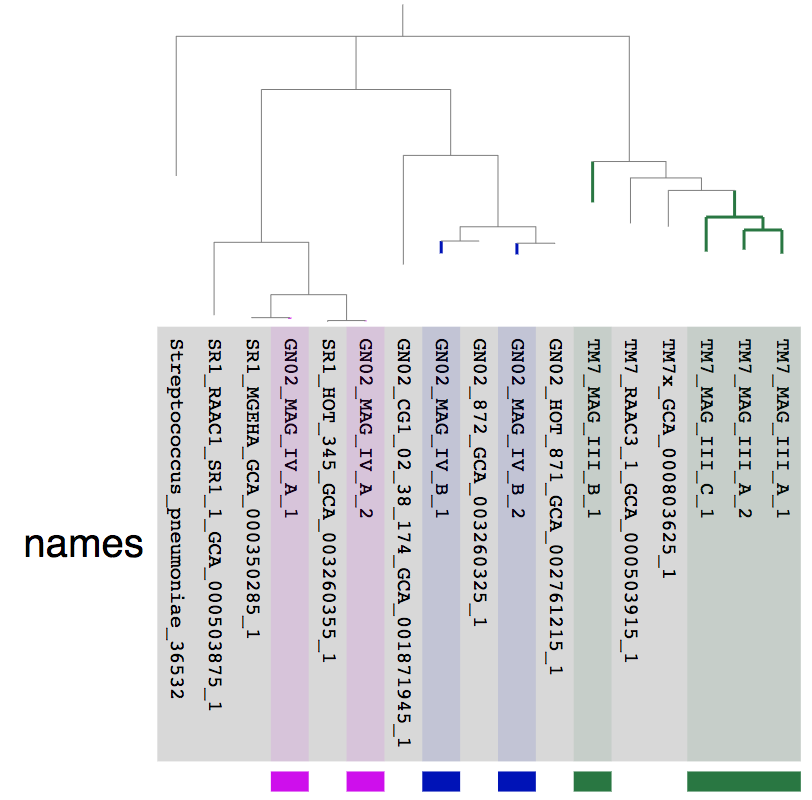 names
Streptococcus_pneumoniae_36532
SR1_RAAC1_SR1_1_GCA_000503875_1
SR1_MGEHA_GCA_000350285_1
GN02_MAG_IV_A_1
SR1_HOT_345_GCA_003260355_1
GN02_MAG_IV_A_2
GN02_CG1_02_38_174_GCA_001871945_1
GN02_MAG_IV_B_1
GN02_872_GCA_003260325_1
GN02_MAG_IV_B_2
GN02_HOT_871_GCA_002761215_1
TM7_MAG_III_B_1
TM7_RAAC3_1_GCA_000503915_1
TM7x_GCA_000803625_1
TM7_MAG_III_C_1
TM7_MAG_III_A_2
TM7_MAG_III_A_1